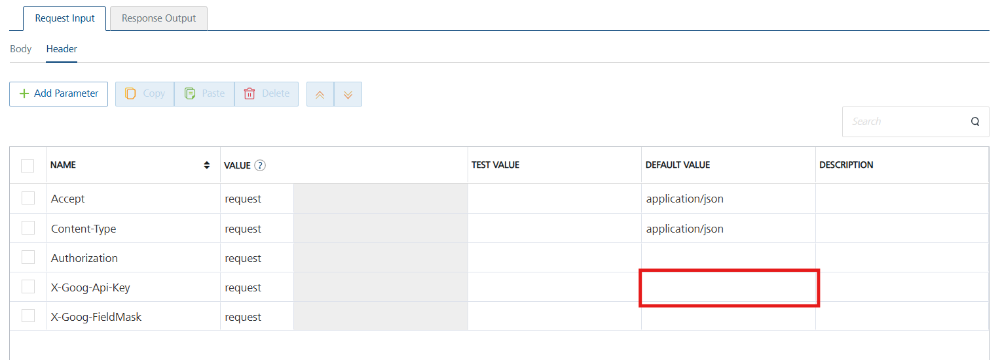 Request Input Response Output
Body Header
Add Parameter Copy Paste Delete
Search
NAME VALUE ? TEST VALUE DEFAULT VALUE DESCRIPTION
Accept request application/json
Content-Type request application/json
Authorization request
X-Goog-Api-Key request
X-Goog-FieldMask request